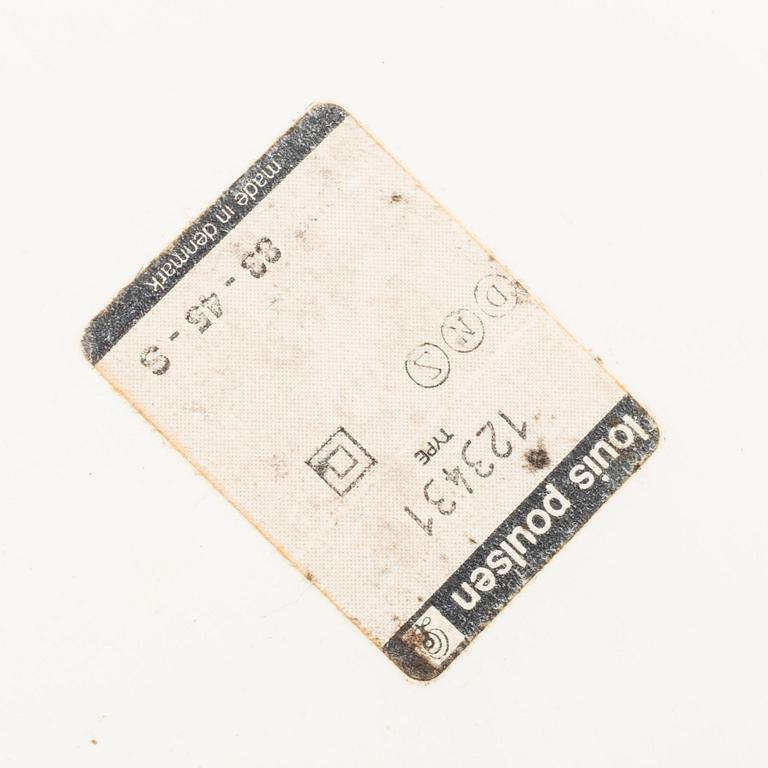 louis poulsen
TYPE
123431
D N S
83-45-S
made in denmark